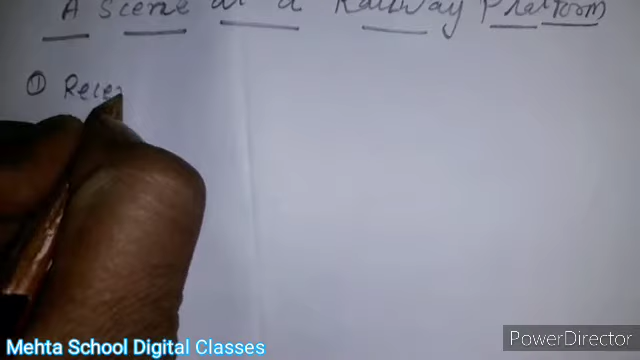 A Scene at a Railway Platform
① Rece
PowerDirector
Mehta School Digital Classes